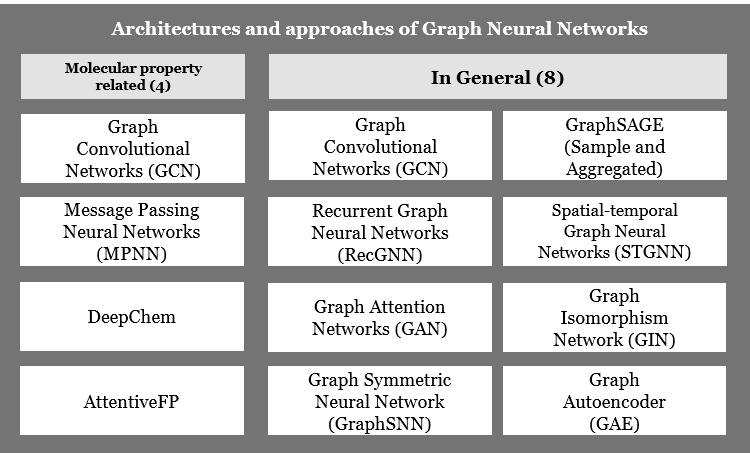 Architectures and approaches of Graph Neural Networks
Molecular property
related (4)
Graph
Convolutional
Networks (GCN)
Message Passing
Neural Networks
(MPNN)
DeepChem
AttentiveFP
In General (8)
Graph
Convolutional
Networks (GCN)
GraphSAGE
(Sample and
Aggregated)
Recurrent Graph
Neural Networks
(RecGNN)
Spatial-temporal
Graph Neural
Networks (STGNN)
Graph Attention
Networks (GAN)
Graph
Isomorphism
Network (GIN)
Graph Symmetric
Neural Network
(GraphSNN)
Graph
Autoencoder
(GAE)